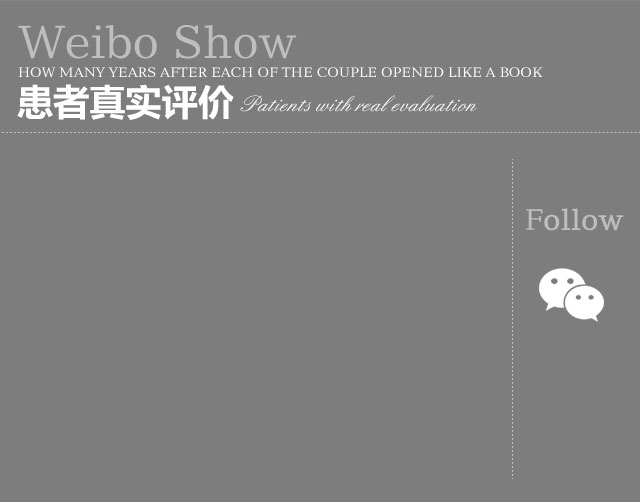 Weibo Show
HOW MANY YEARS AFTER EACH OF THE COUPLE OPENED LIKE A BOOK
患者真实评价 Patients with real evaluation
Follow